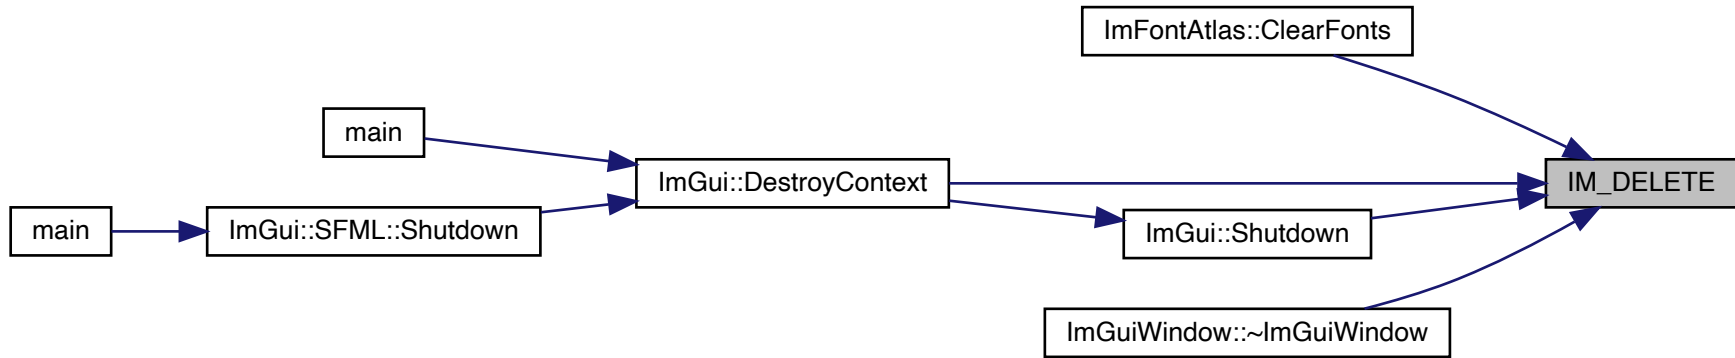 ImFontAtlas::ClearFonts
main
ImGui::DestroyContext
IM_DELETE
main
ImGui::SFML::Shutdown
ImGui::Shutdown
ImGuiWindow::~ImGuiWindow